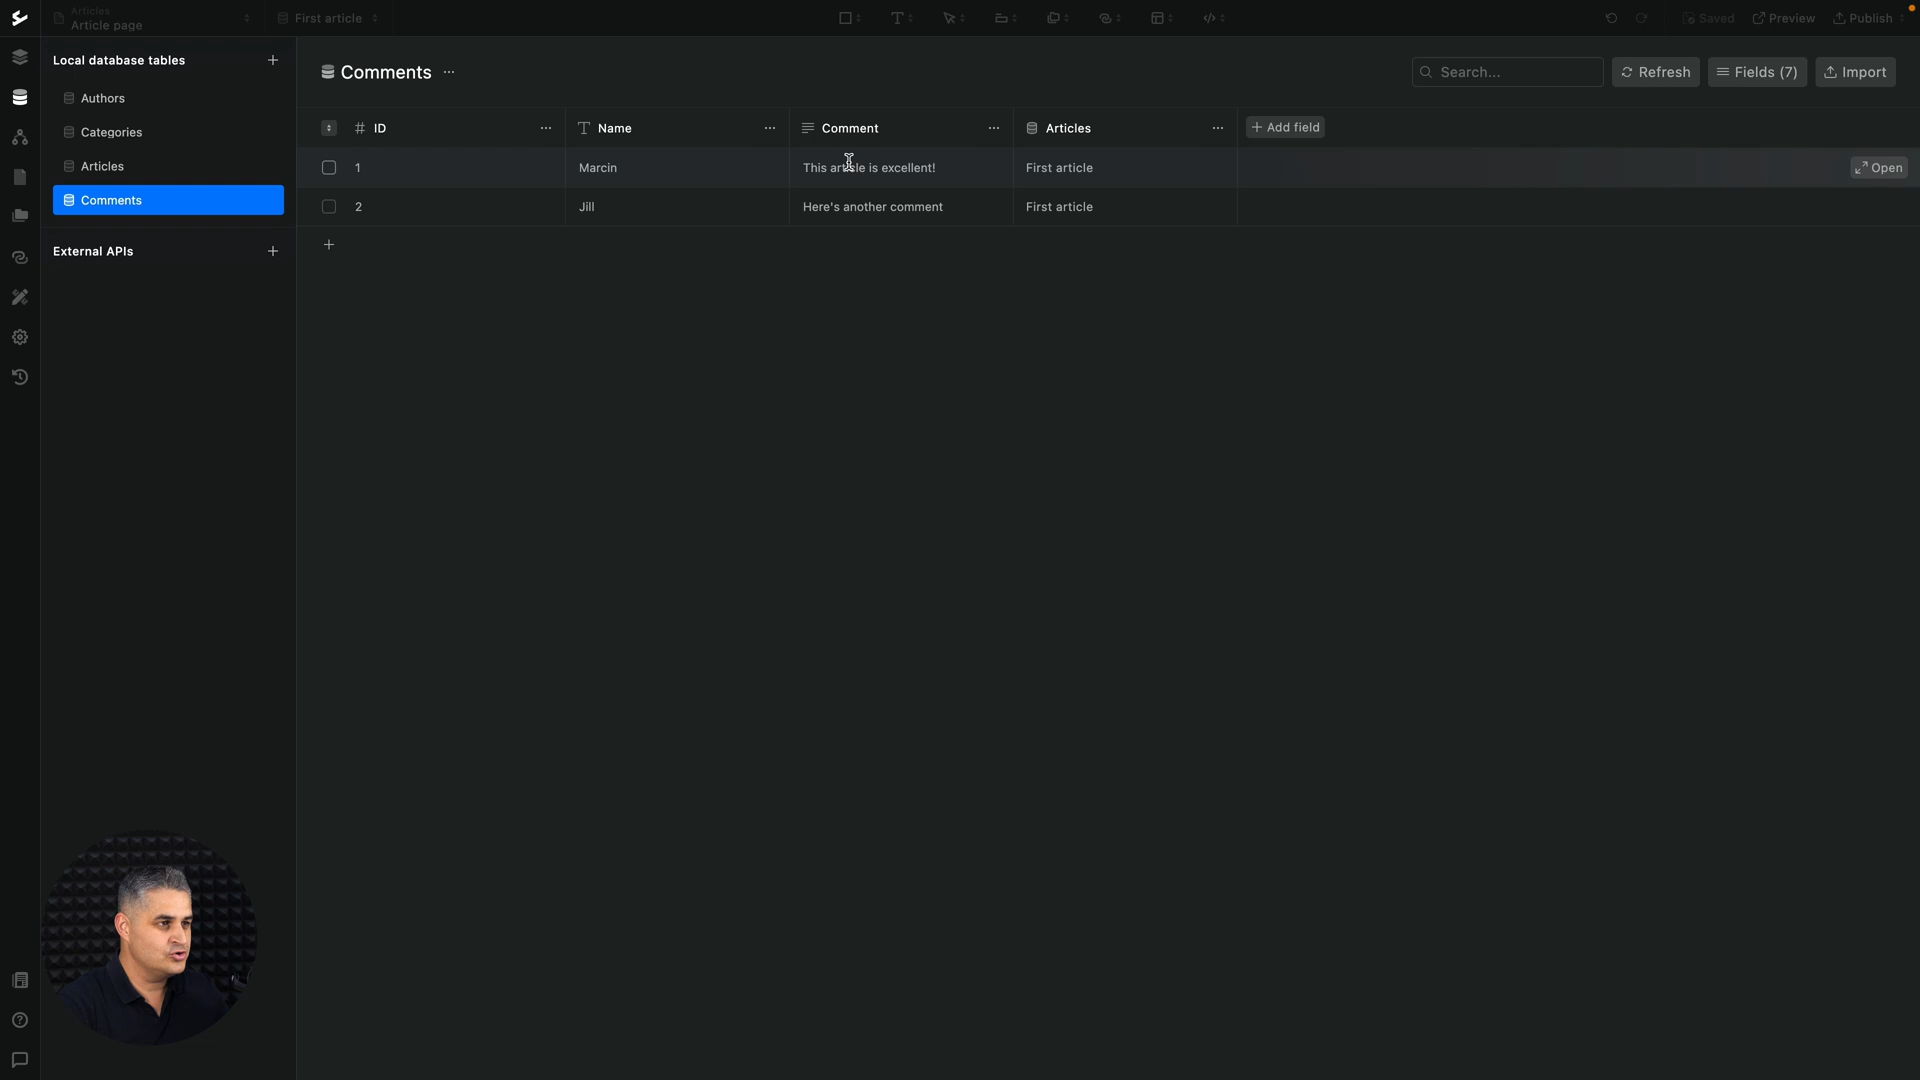 Articles
Article page
First article
Saved
Preview
Publish
Local database tables
Authors
Categories
Articles
Comments
External APIs
Comments
Search...
Refresh
Fields (7)
Import
# ID
Name
Comment
Articles
Add field
1
Marcin
This article is excellent!
First article
Open
2
Jill
Here's another comment
First article